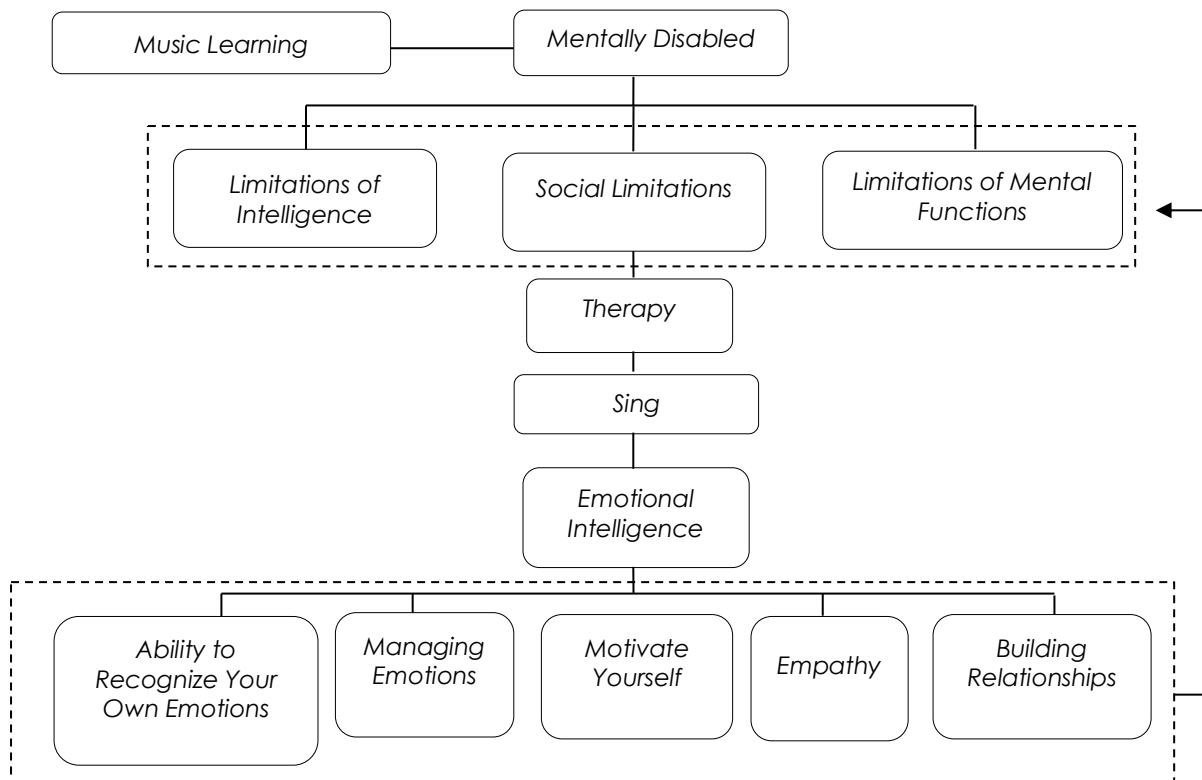 Music Learning
Mentally Disabled
Limitations of
Intelligence
Social Limitations
Limitations of Mental
Functions
Therapy
Sing
Emotional
Intelligence
Ability to
Recognize Your
Own Emotions
Managing
Emotions
Motivate
Yourself
Empathy
Building
Relationships